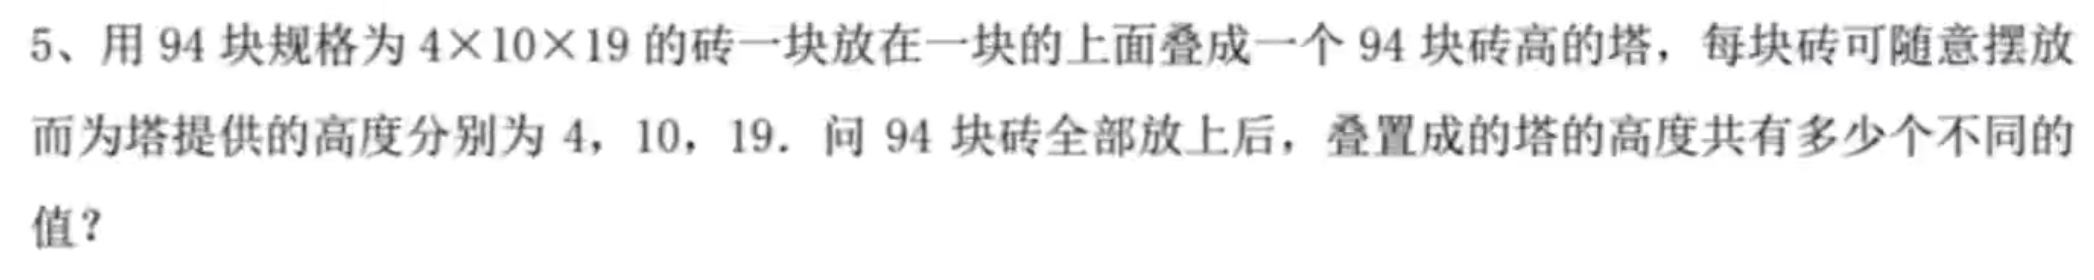 5、用 94 块规格为 4×10×19 的砖一块放在一块的上面叠成一个 94 块砖高的塔，每块砖可随意摆放
而为塔提供的高度分别为 4，10，19．问 94 块砖全部放上后，叠置成的塔的高度共有多少个不同的
值？